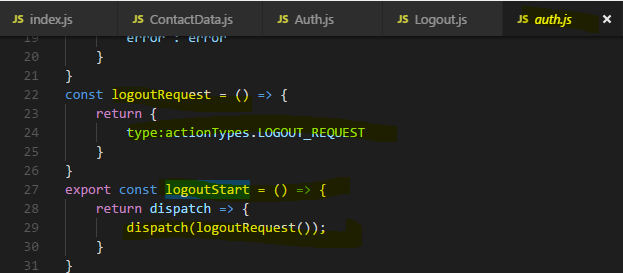 JS index.js JS ContactData.js JS Auth.js JS Logout.js JS auth.js ×
19 error : error
20 }
21 }
22 const logoutRequest = () => {
23 return {
24 type:actionTypes.LOGOUT_REQUEST
25 }
26 }
27 export const logoutStart = () => {
28 return dispatch => {
29 dispatch(logoutRequest());
30 }
31 }